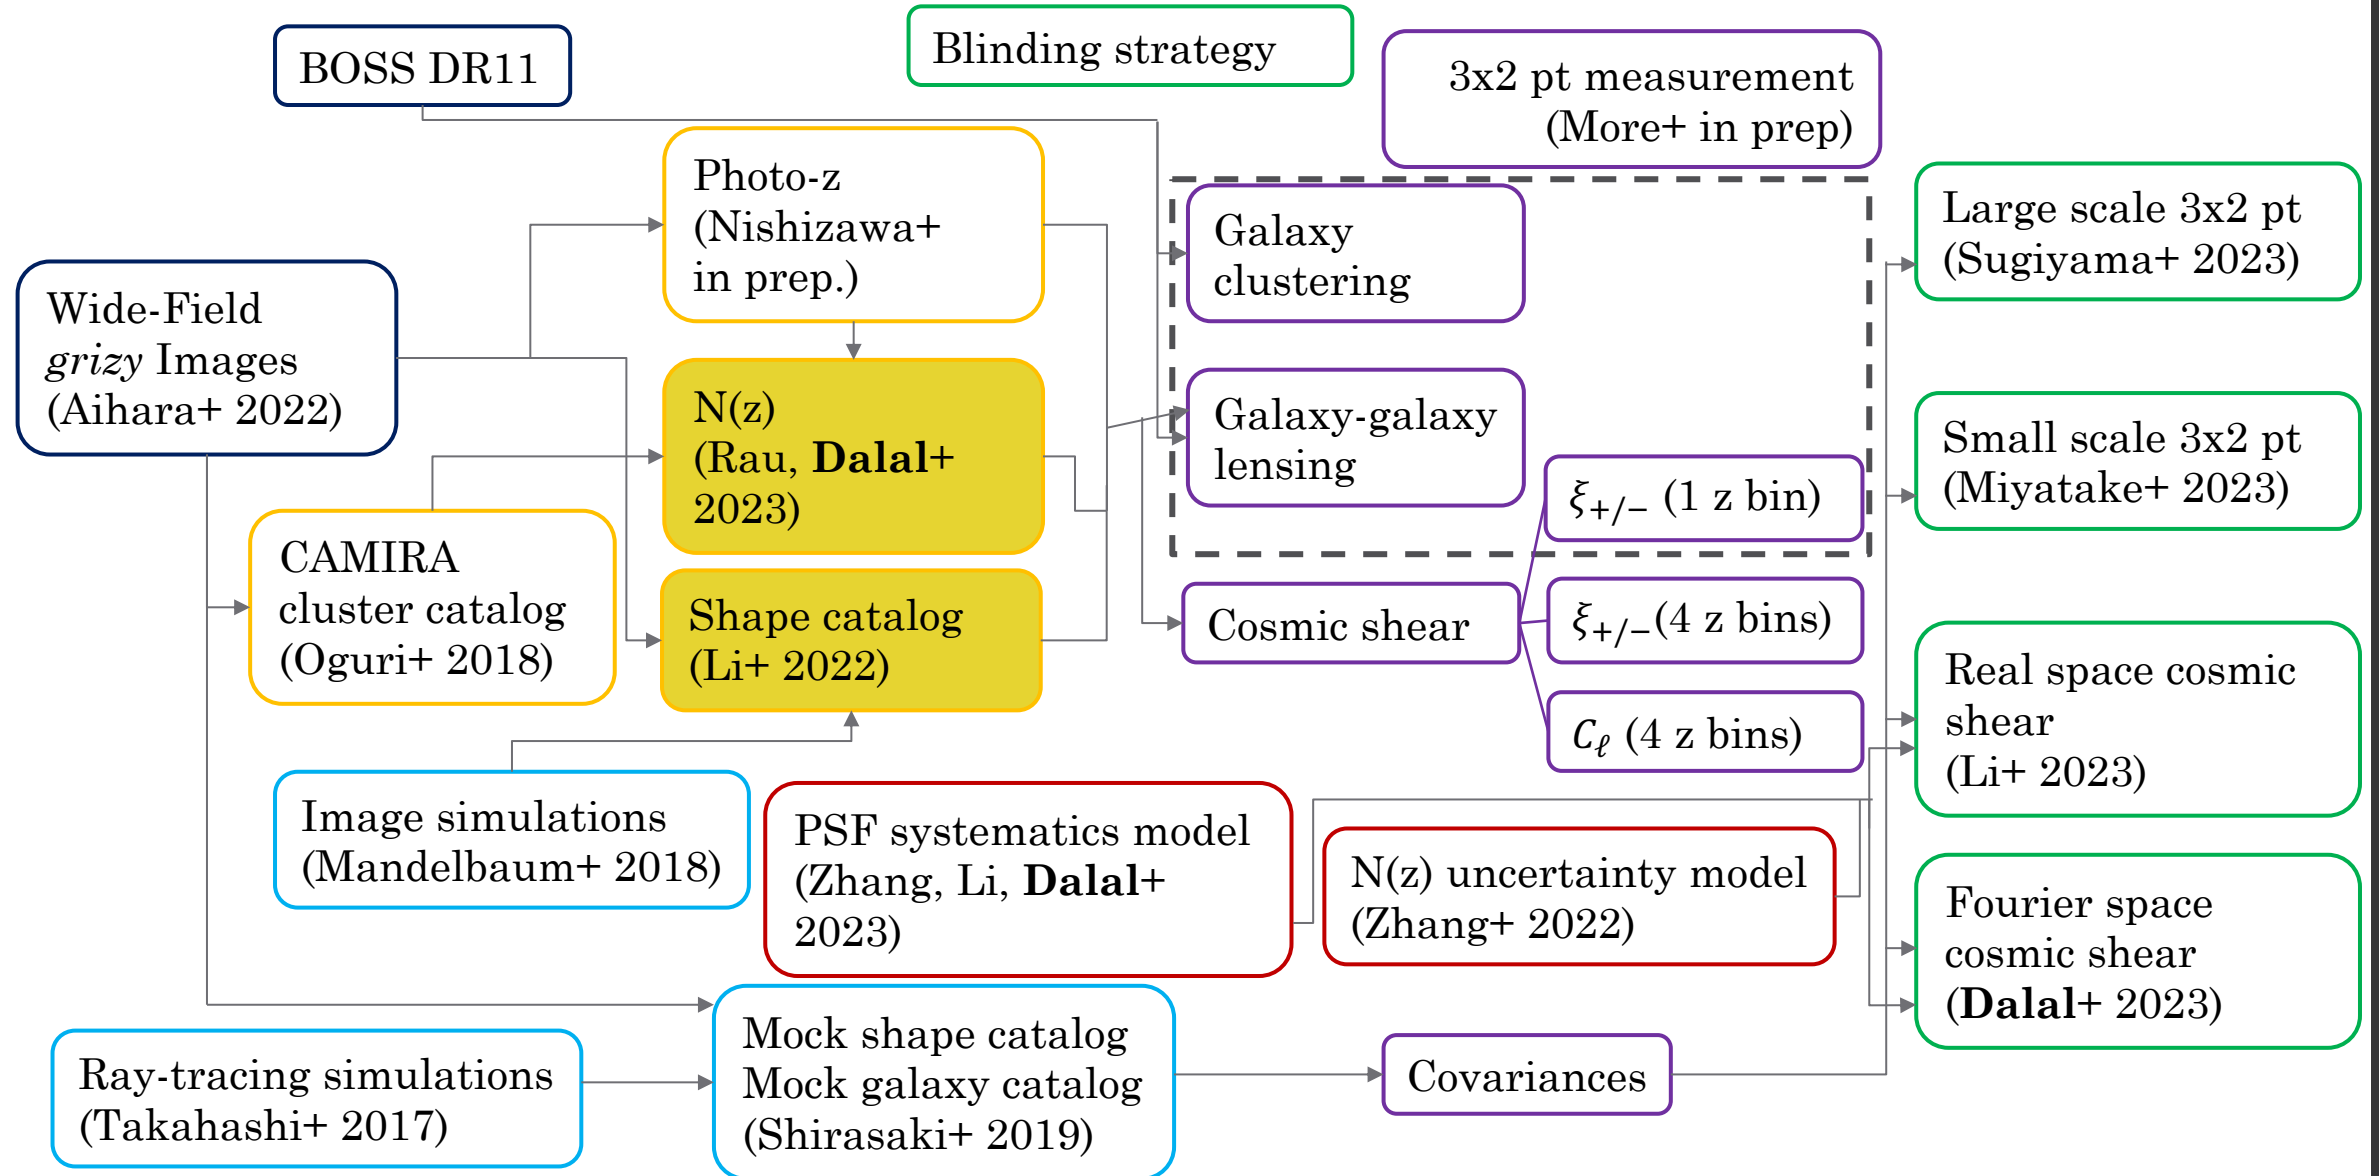 BOSS DR11
Blinding strategy
3x2 pt measurement
(More+ in prep)
Photo-z
(Nishizawa+
in prep.)
Galaxy
clustering
Large scale 3x2 pt
(Sugiyama+ 2023)
Wide-Field
grizy Images
(Aihara+ 2022)
N(z)
(Rau, Dalal+
2023)
Galaxy-galaxy
lensing
Small scale 3x2 pt
(Miyatake+ 2023)
ξ+/− (1 z bin)
CAMIRA
cluster catalog
(Oguri+ 2018)
Shape catalog
(Li+ 2022)
Cosmic shear
ξ+/−(4 z bins)
Cℓ (4 z bins)
Real space cosmic
shear
(Li+ 2023)
Image simulations
(Mandelbaum+ 2018)
PSF systematics model
(Zhang, Li, Dalal+
2023)
N(z) uncertainty model
(Zhang+ 2022)
Fourier space
cosmic shear
(Dalal+ 2023)
Ray-tracing simulations
(Takahashi+ 2017)
Mock shape catalog
Mock galaxy catalog
(Shirasaki+ 2019)
Covariances